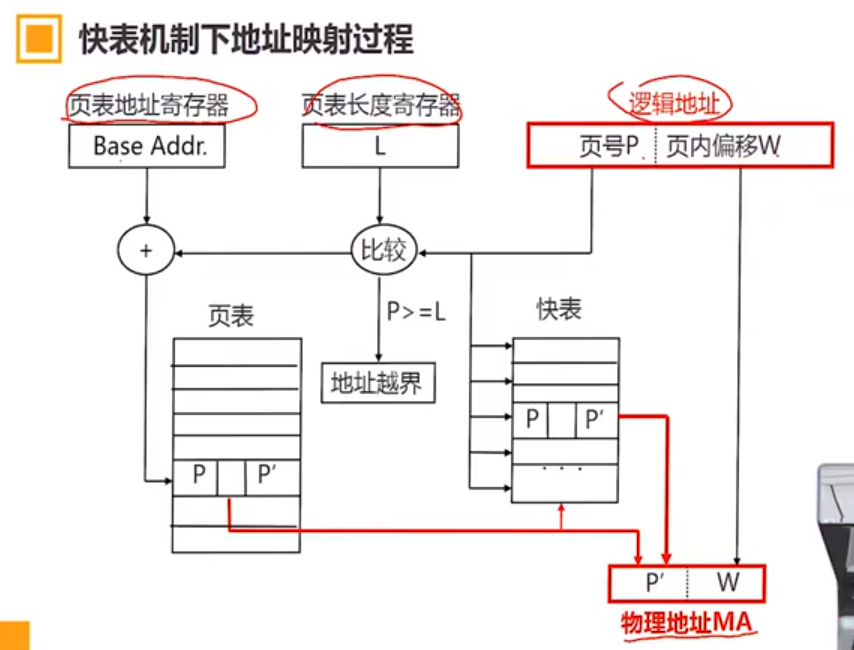 快表机制下地址映射过程
页表地址寄存器
页表长度寄存器
逻辑地址
Base Addr.
L
页号P
页内偏移W
+
比较
页表
P>=L
快表
地址越界
P
P'
P
P'
...
P'
W
物理地址MA